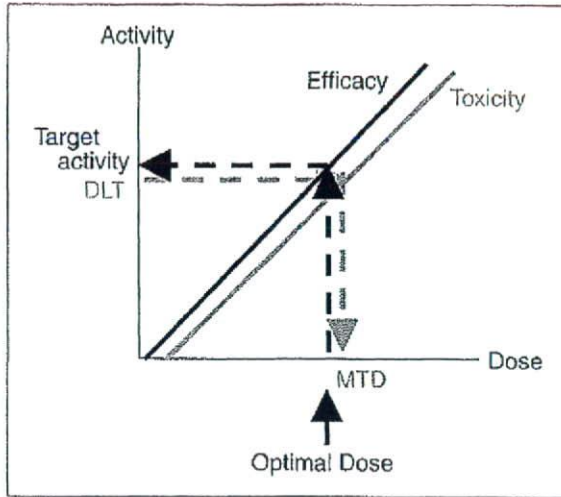 Activity
Efficacy
Toxicity
Target
activity
DLT
Dose
MTD
Optimal Dose